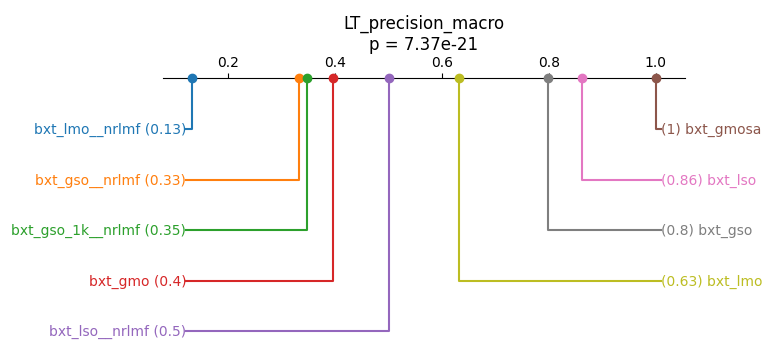 LT_precision_macro
p = 7.37e-21
0.2 0.4 0.6 0.8 1.0
bxt_lmo__nrlmf (0.13) (1) bxt_gmosa
bxt_gso__nrlmf (0.33) (0.86) bxt_lso
bxt_gso_1k__nrlmf (0.35) (0.8) bxt_gso
bxt_gmo (0.4) (0.63) bxt_lmo
bxt_lso__nrlmf (0.5)